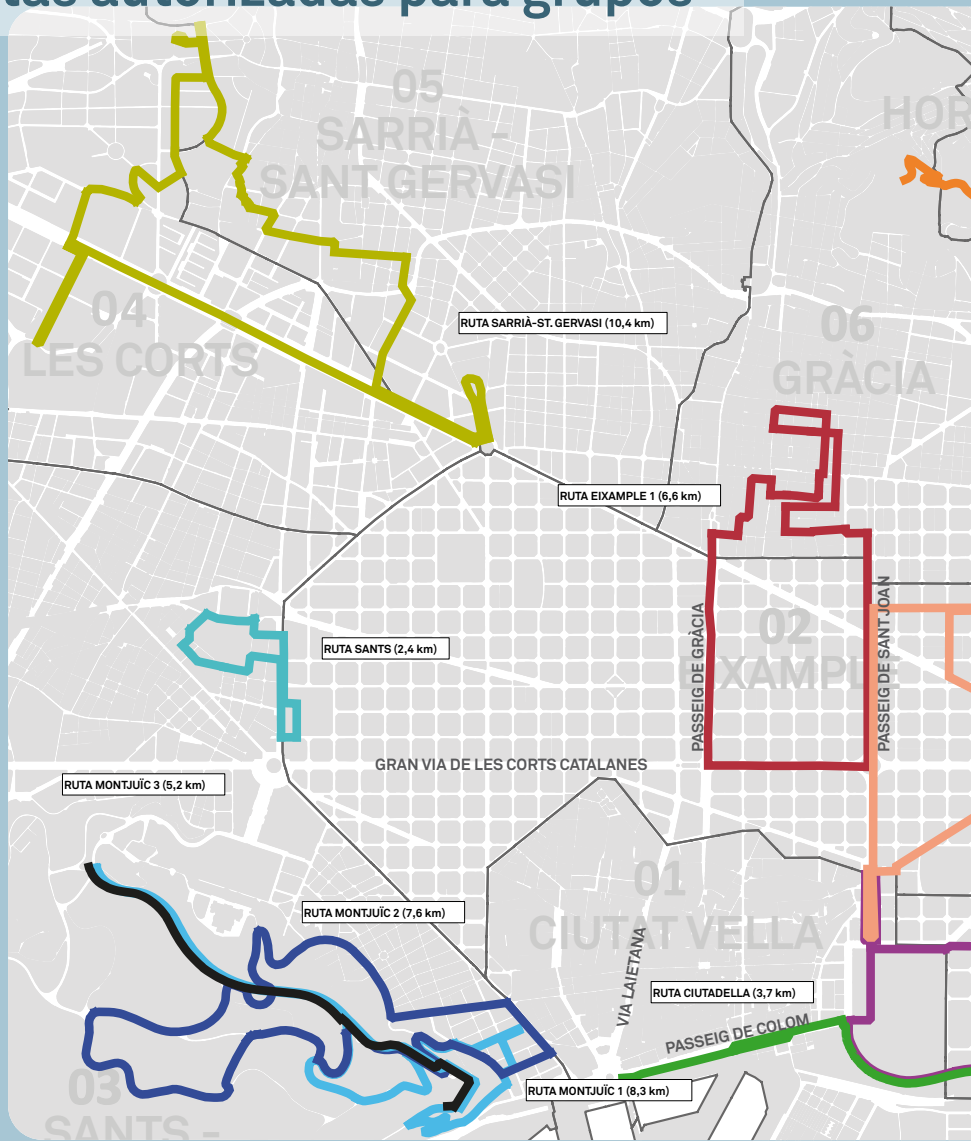 tas autorizadas para grupos
05
SARRIÀ -
SANT GERVASI
HOR
04
LES CORTS
RUTA SARRIÀ-ST. GERVASI (10,4 km)
06
GRÀCIA
RUTA EIXAMPLE 1 (6,6 km)
PASSEIG DE GRÀCIA
02
EIXAMPLE
PASSEIG DE SANT JOAN
RUTA SANTS (2,4 km)
GRAN VIA DE LES CORTS CATALANES
RUTA MONTJUÏC 3 (5,2 km)
01
CIUTAT VELLA
RUTA MONTJUÏC 2 (7,6 km)
VIA LAIETANA
RUTA CIUTADELLA (3,7 km)
PASSEIG DE COLOM
RUTA MONTJUÏC 1 (8,3 km)
03
SANTS -